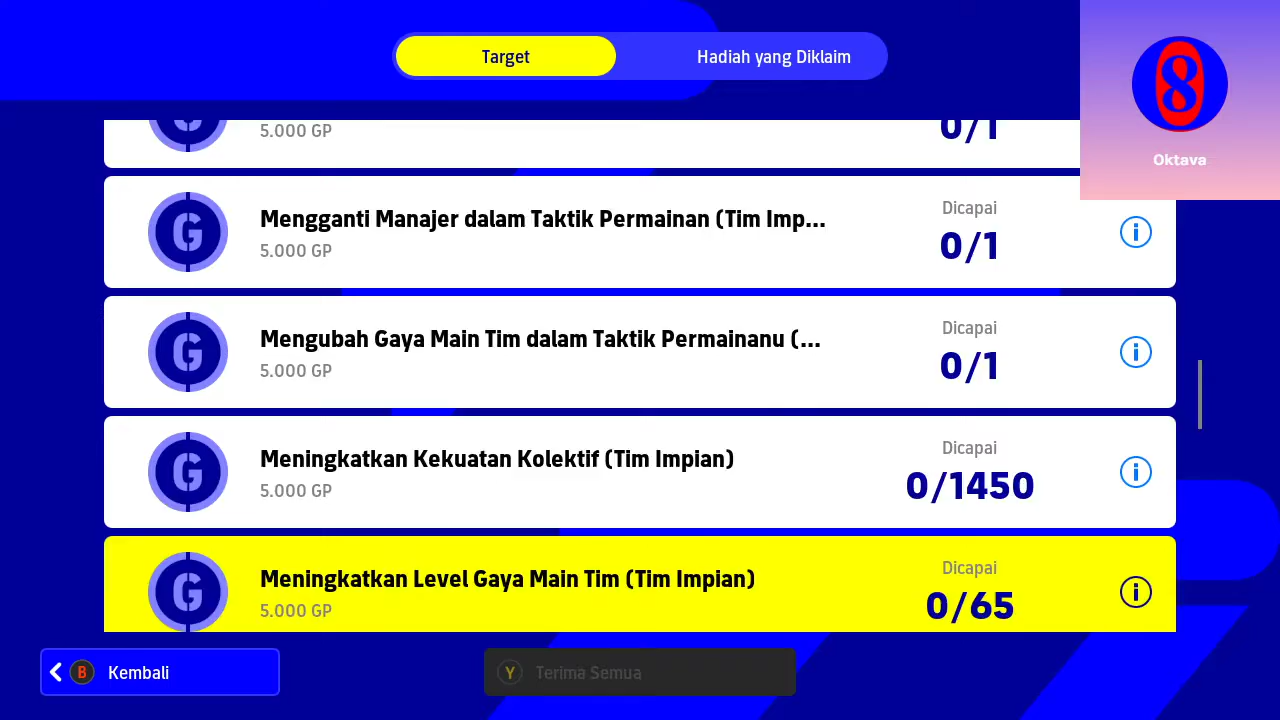 Target
Hadiah yang Diklaim
8
Oktava
G
5.000 GP
0/1
G
Mengganti Manajer dalam Taktik Permainan (Tim Imp...
5.000 GP
Dicapai
0/1
i
G
Mengubah Gaya Main Tim dalam Taktik Permainanu (...
5.000 GP
Dicapai
0/1
i
G
Meningkatkan Kekuatan Kolektif (Tim Impian)
5.000 GP
Dicapai
0/1450
i
G
Meningkatkan Level Gaya Main Tim (Tim Impian)
5.000 GP
Dicapai
0/65
i
B Kembali
Y Terima Semua